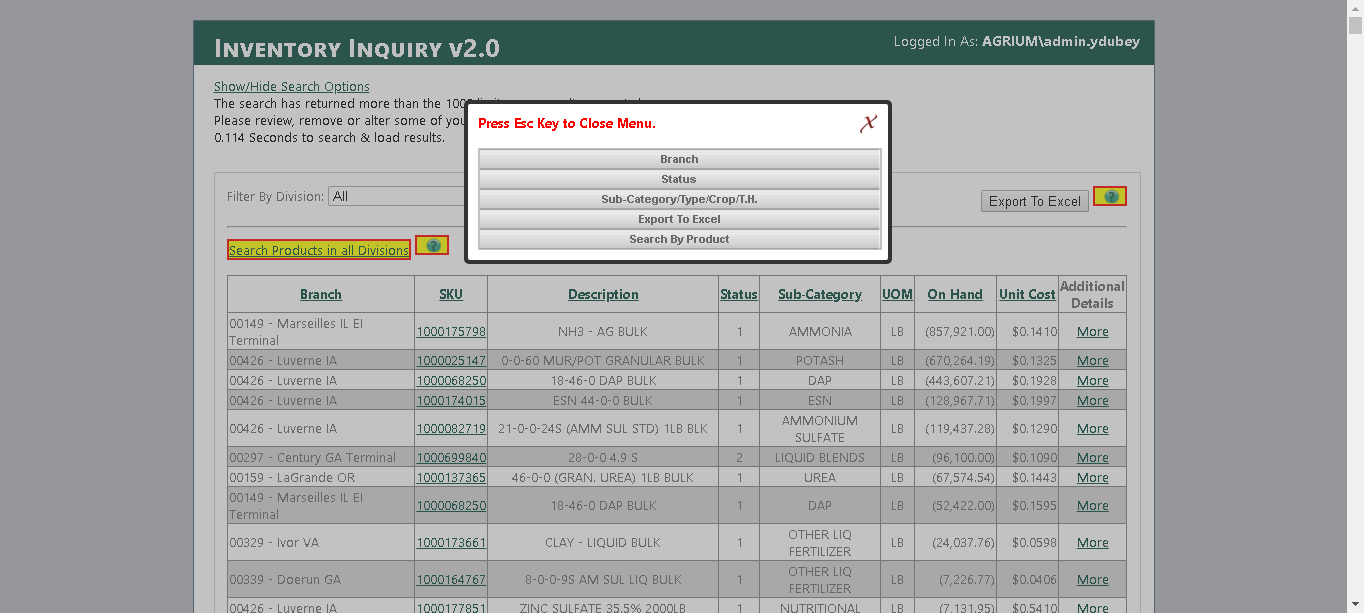 Inventory Inquiry v2.0
Logged In As: AGRIUM\admin.ydubey
Show/Hide Search Options
The search has returned more than the 100
Please review, remove or alter some of you
0.114 Seconds to search & load results.
Press Esc Key to Close Menu.
X
Branch
Status
Sub-Category/Type/Crop/T.H.
Export To Excel
Search By Product
Filter By Division: All
Export To Excel ?
Search Products in all Divisions ?
Branch SKU Description Status Sub-Category UOM On Hand Unit Cost Additional
Details
00149 - Marseilles IL EI
Terminal 1000175798 NH3 - AG BULK 1 AMMONIA LB (857,921.00) $0.1410 More
00426 - Luverne IA 1000025147 0-0-60 MUR/POT GRANULAR BULK 1 POTASH LB (670,264.19) $0.1325 More
00426 - Luverne IA 1000068250 18-46-0 DAP BULK 1 DAP LB (443,607.21) $0.1928 More
00426 - Luverne IA 1000174015 ESN 44-0-0 BULK 1 ESN LB (128,967.71) $0.1997 More
00426 - Luverne IA 1000082719 21-0-0-24S (AMM SUL STD) 1LB BLK 1 AMMONIUM
SULFATE LB (119,437.28) $0.1290 More
00297 - Century GA Terminal 1000699840 28-0-0 4.9 S 2 LIQUID BLENDS LB (96,100.00) $0.1090 More
00159 - LaGrande OR 1000137365 46-0-0 (GRAN. UREA) 1LB BULK 1 UREA LB (67,574.54) $0.1443 More
00149 - Marseilles IL EI
Terminal 1000068250 18-46-0 DAP BULK 1 DAP LB (52,422.00) $0.1595 More
00329 - Ivor VA 1000173661 CLAY - LIQUID BULK 1 OTHER LIQ
FERTILIZER LB (24,037.76) $0.0598 More
00339 - Doerun GA 1000164767 8-0-0-9S AM SUL LIQ BULK 1 OTHER LIQ
FERTILIZER LB (7,226.77) $0.0406 More
00426 - Luverne IA 1000177851 ZINC SULFATE 35.5% 2000LB 1 NUTRITIONAL LB (7,131.95) $0.5410 More